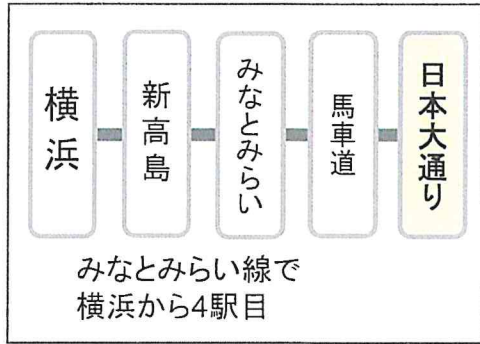 横浜
新高島
みなとみらい
馬車道
日本大通り
みなとみらい線で
横浜から4駅目